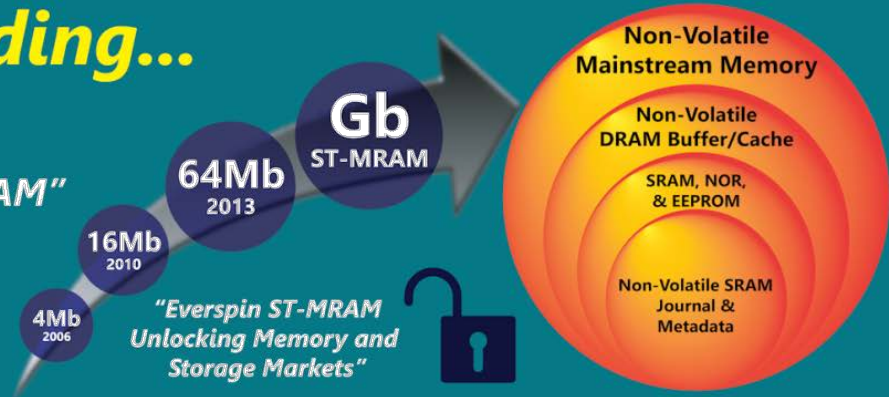 ding...
AM"
4Mb
2006
16Mb
2010
64Mb
2013
Gb
ST-MRAM
"Everspin ST-MRAM
Unlocking Memory and
Storage Markets"
Non-Volatile
Mainstream Memory
Non-Volatile
DRAM Buffer/Cache
SRAM, NOR,
& EEPROM
Non-Volatile SRAM
Journal &
Metadata